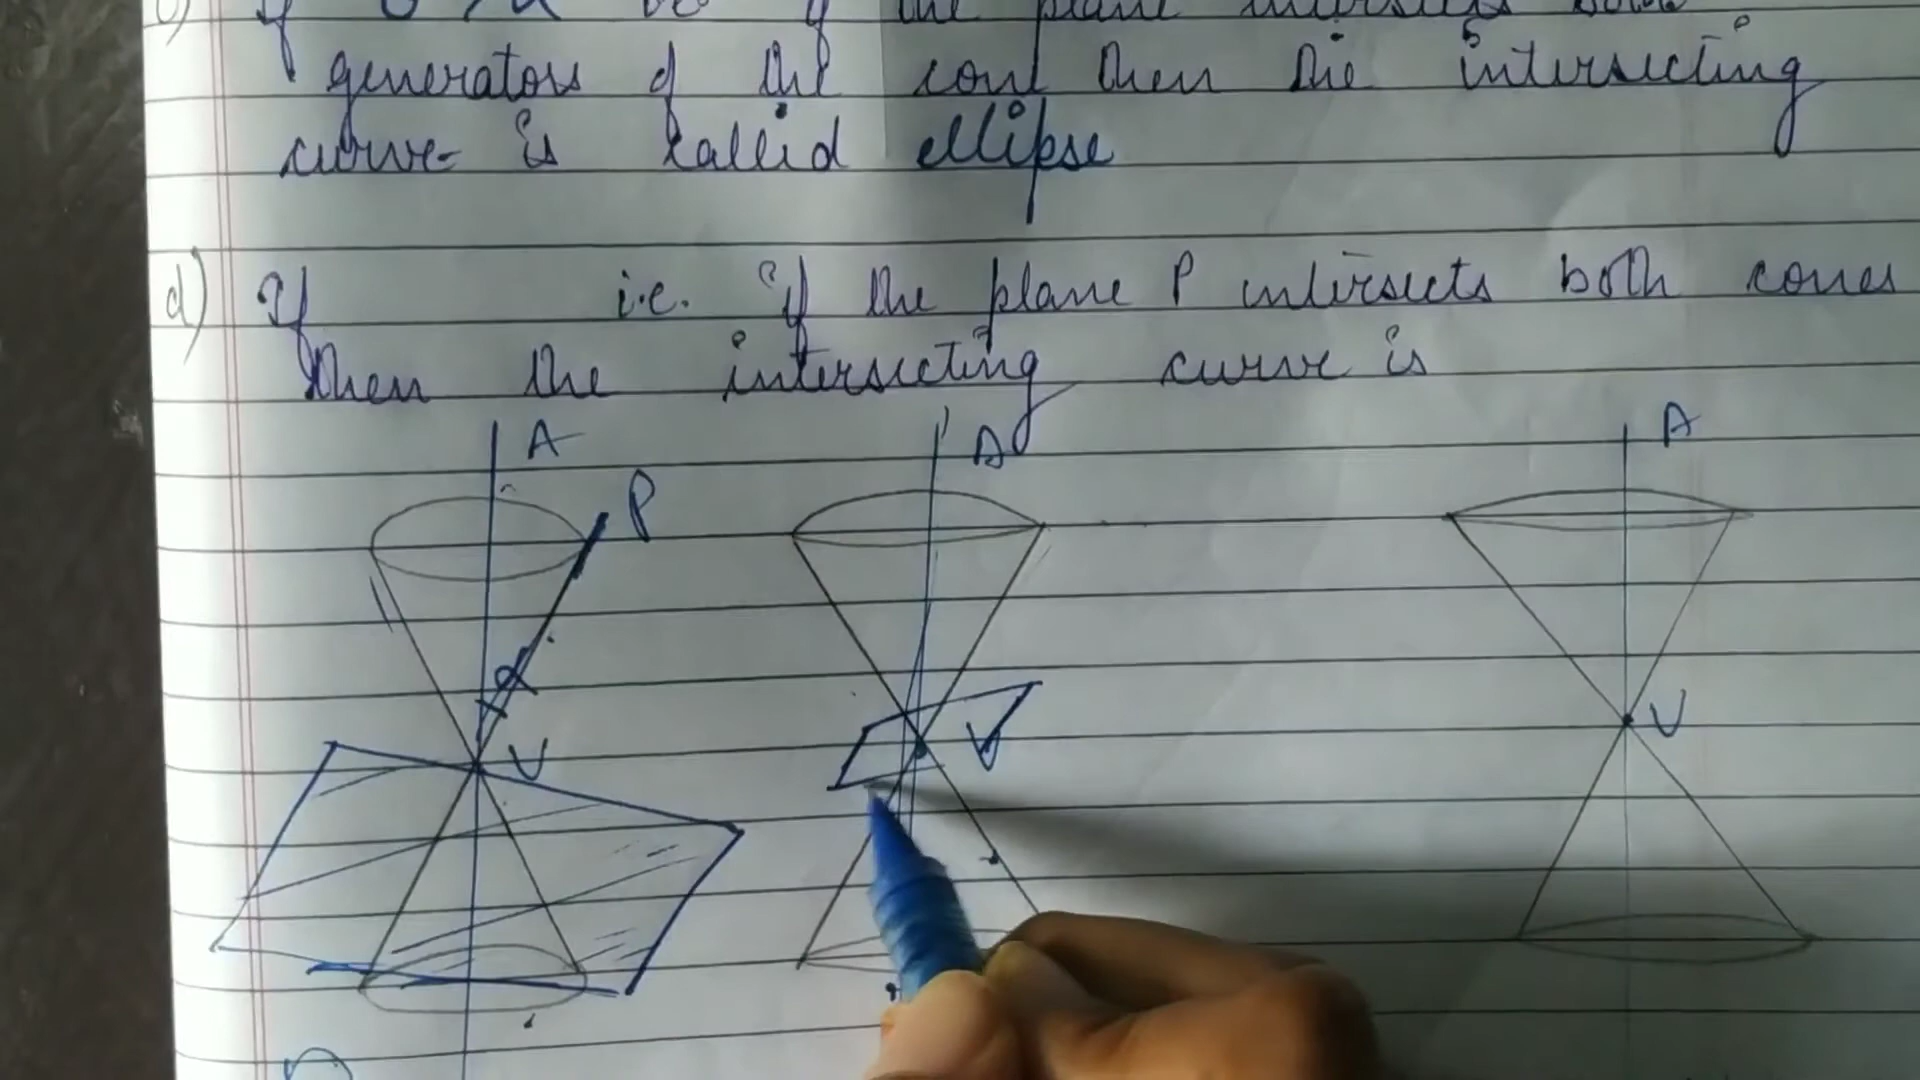 generators of the cone then the intersecting
curve is called ellipse
d) If i.e. if the plane P intersects both cones
then the intersecting curve is
A
A
A
P
α
V
V
V